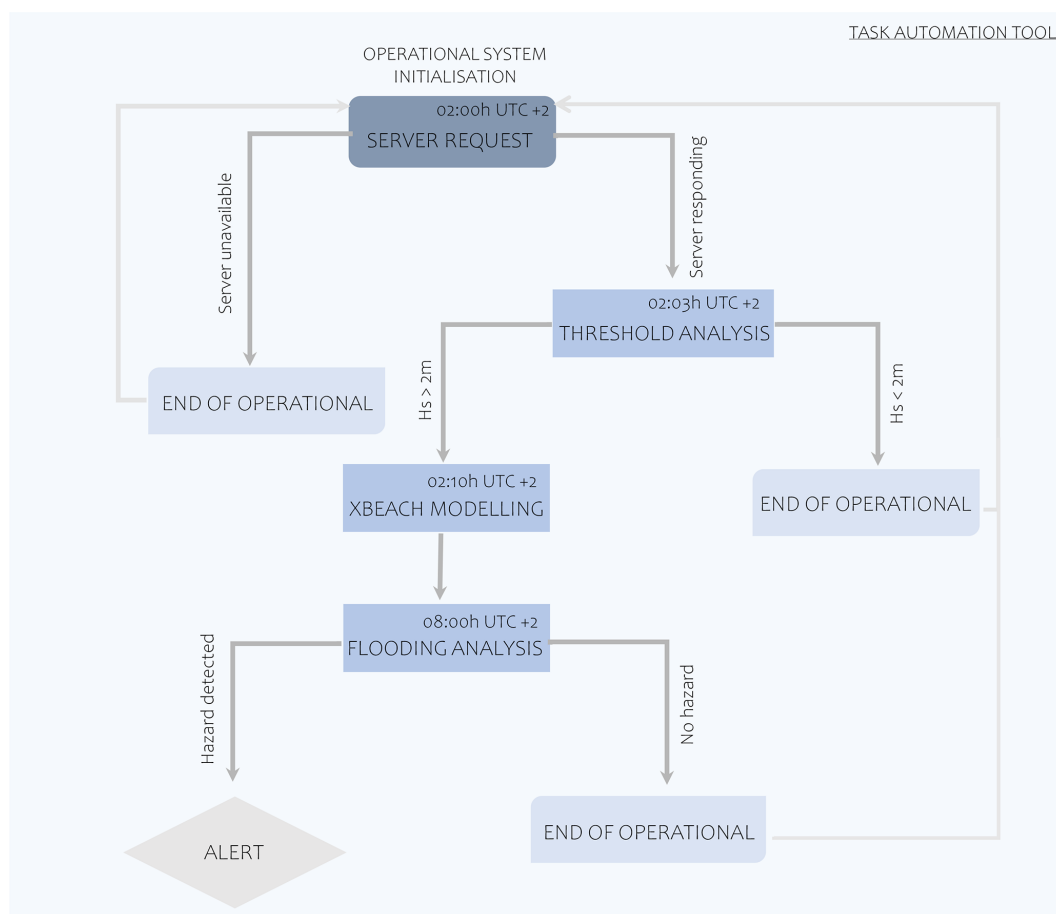 TASK AUTOMATION TOOL
OPERATIONAL SYSTEM
INITIALISATION
02:00h UTC +2
SERVER REQUEST
Server unavailable
Server responding
02:03h UTC +2
THRESHOLD ANALYSIS
END OF OPERATIONAL
Hs > 2m
Hs < 2m
02:10h UTC +2
XBEACH MODELLING
END OF OPERATIONAL
08:00h UTC +2
FLOODING ANALYSIS
Hazard detected
No hazard
ALERT
END OF OPERATIONAL